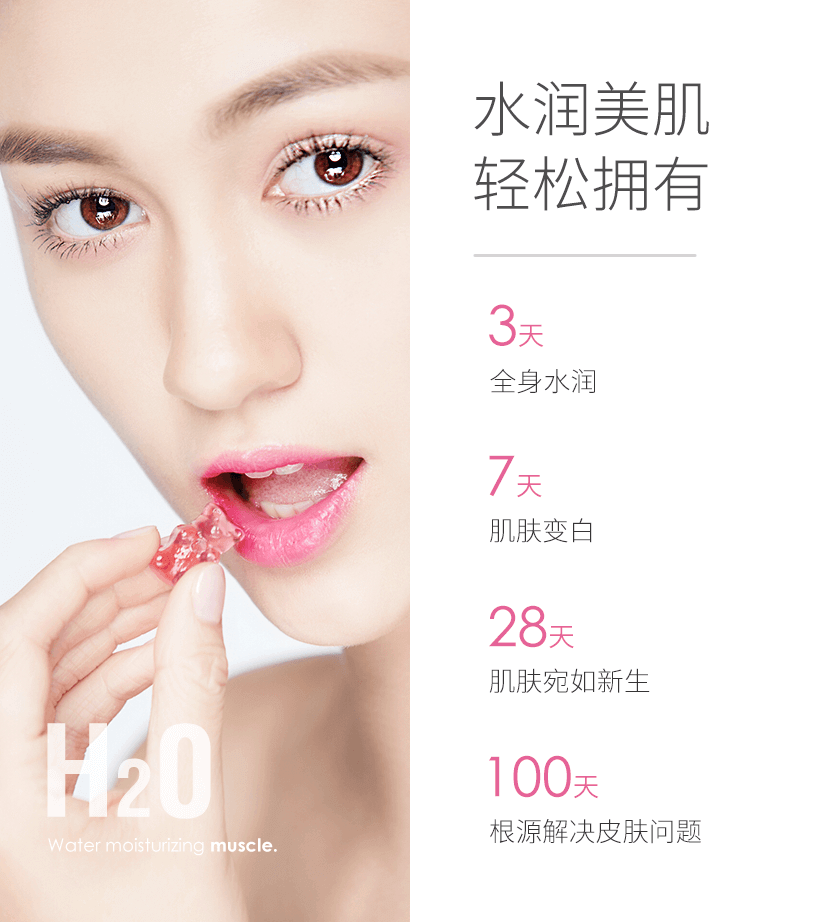 水润美肌
轻松拥有
3天
全身水润
7天
肌肤变白
28天
肌肤宛如新生
100天
根源解决皮肤问题
H2O
Water moisturizing muscle.